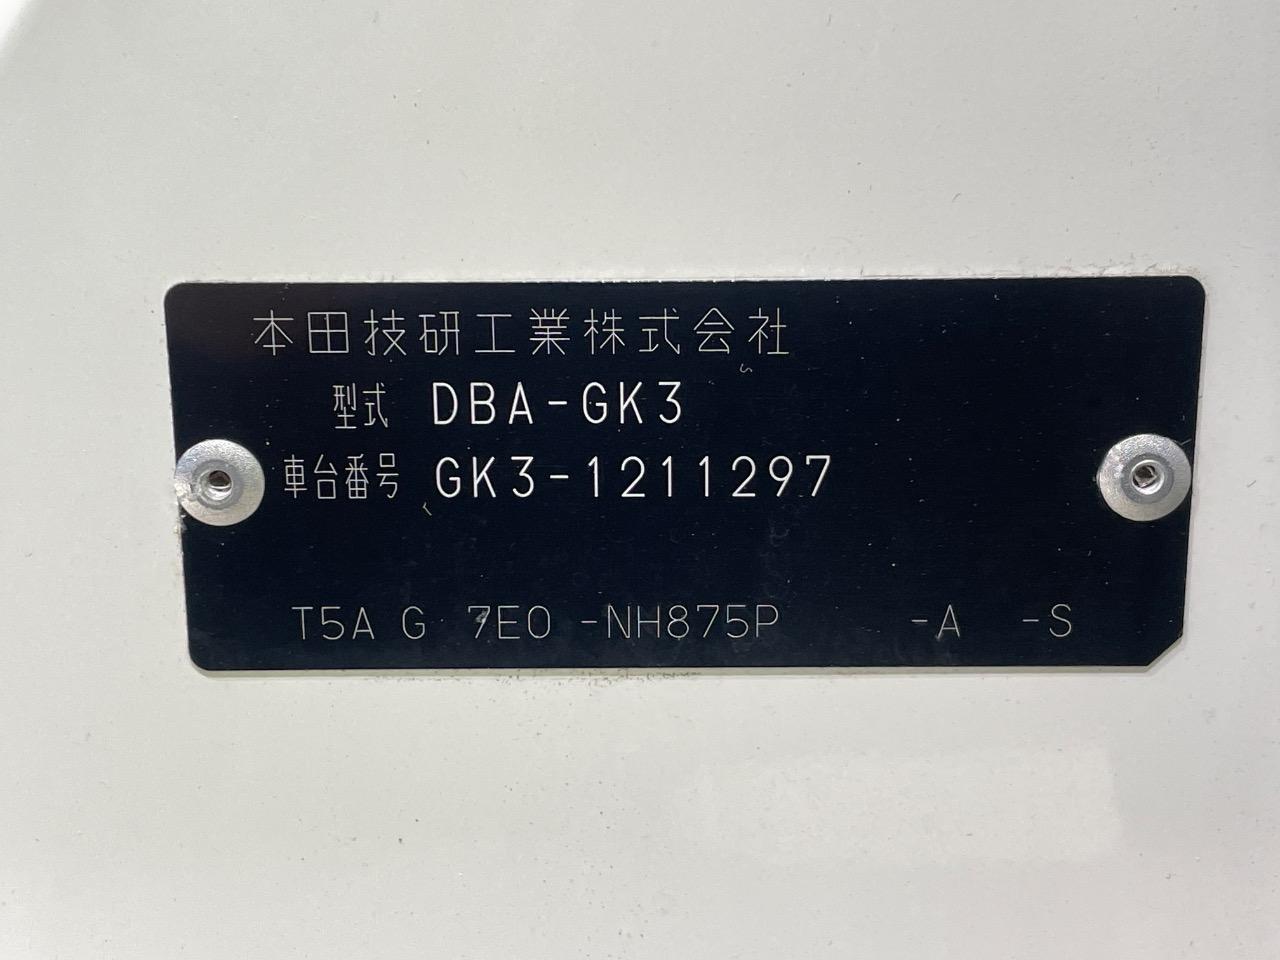 本田技研工業株式会社
型式 DBA-GK3
車台番号 GK3-1211297
T5A G 7E0 -NH875P -A -S